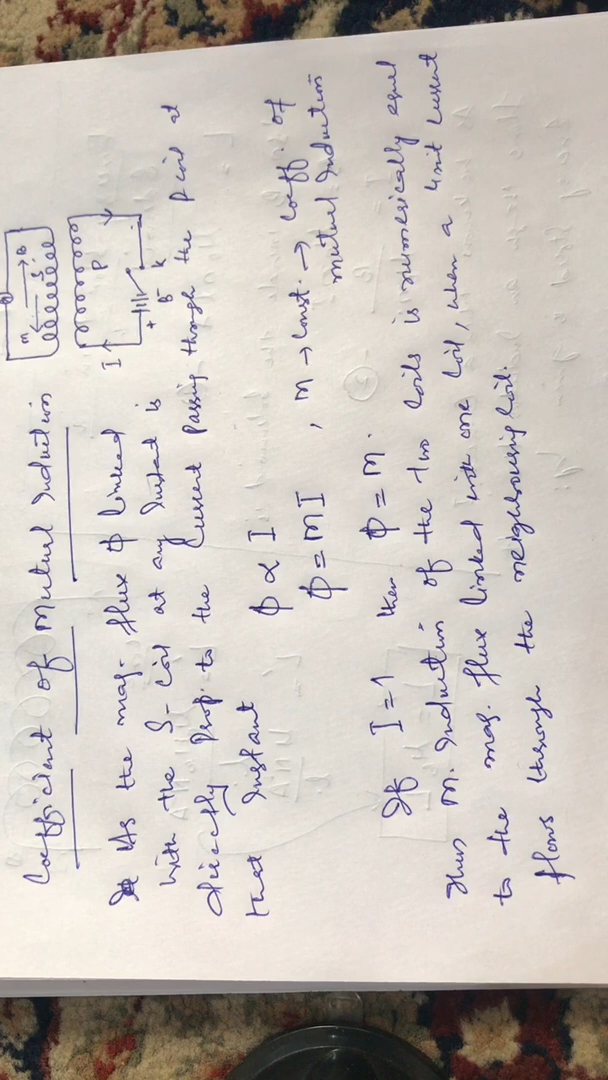 Coefficient of Mutual Induction
As the mag. flux ϕ linked
with the S-coil at any instant is
directly Prop. to the current passing through the P coil at
that instant
ϕ ∝ I
ϕ = MI , M → const. → Coeff. of
mutual Induction
If I = 1 then ϕ = M.
Thus M. Induction of the two coils is numerically equal
to the mag. flux linked with one coil, when a unit current
flows through the neighbouring coil.
m
S
B
I
P
+
B
-
K